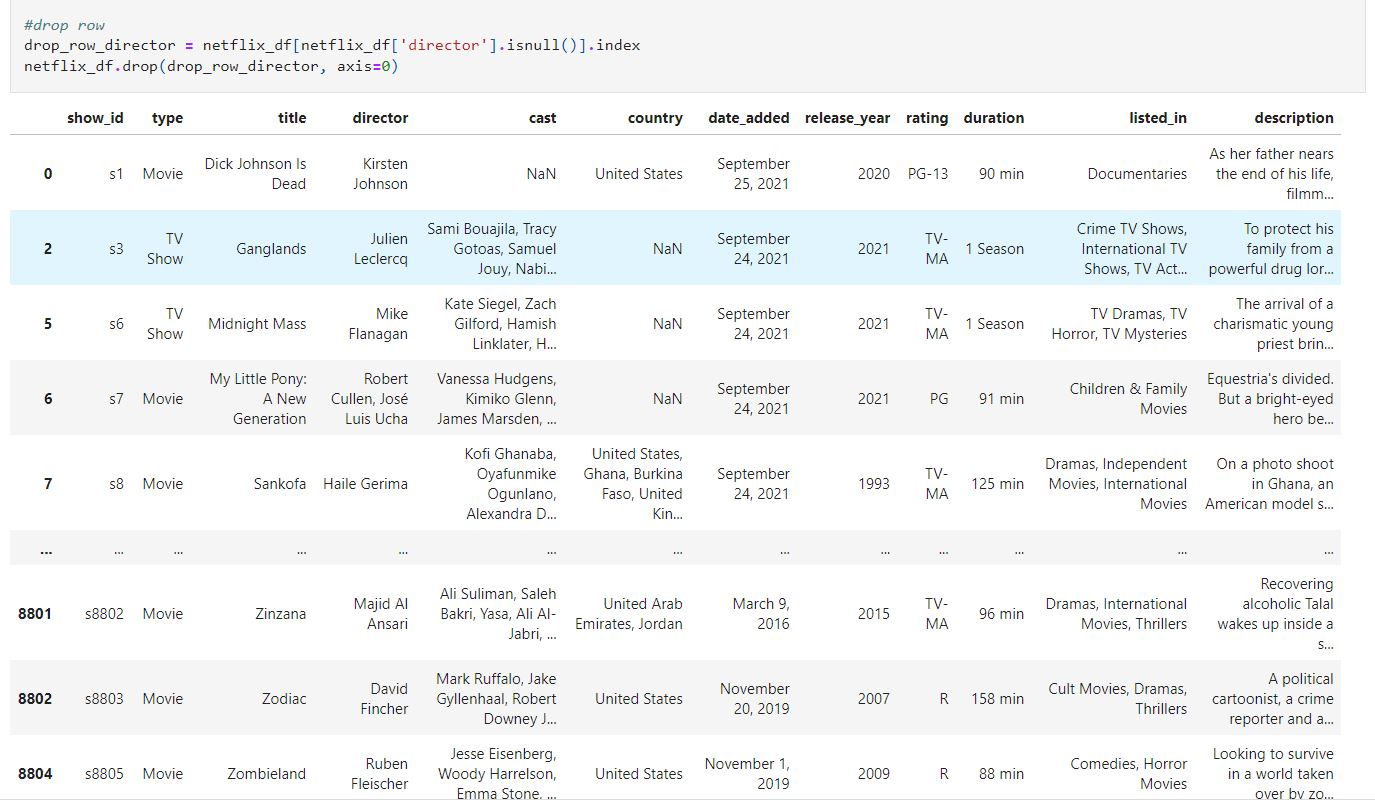 #drop row
drop_row_director = netflix_df[netflix_df['director'].isnull()].index
netflix_df.drop(drop_row_director, axis=0)
show_id type title director cast country date_added release_year rating duration listed_in description
0 s1 Movie Dick Johnson Is Dead Kirsten Johnson NaN United States September 25, 2021 2020 PG-13 90 min Documentaries As her father nears the end of his life, filmm...
2 s3 TV Show Ganglands Julien Leclercq Sami Bouajila, Tracy Gotoas, Samuel Jouy, Nabi... NaN September 24, 2021 2021 TV-MA 1 Season Crime TV Shows, International TV Shows, TV Act... To protect his family from a powerful drug lor...
5 s6 TV Show Midnight Mass Mike Flanagan Kate Siegel, Zach Gilford, Hamish Linklater, H... NaN September 24, 2021 2021 TV-MA 1 Season TV Dramas, TV Horror, TV Mysteries The arrival of a charismatic young priest brin...
6 s7 Movie My Little Pony: A New Generation Robert Cullen, José Luis Ucha Vanessa Hudgens, Kimiko Glenn, James Marsden, ... NaN September 24, 2021 2021 PG 91 min Children & Family Movies Equestria's divided. But a bright-eyed hero be...
7 s8 Movie Sankofa Haile Gerima Kofi Ghanaba, Oyafunmike Ogunlano, Alexandra D... United States, Ghana, Burkina Faso, United Kin... September 24, 2021 1993 TV-MA 125 min Dramas, Independent Movies, International Movies On a photo shoot in Ghana, an American model s...
... ... ... ... ... ... ... ... ... ... ... ... ...
8801 s8802 Movie Zinzana Majid Al Ansari Ali Suliman, Saleh Bakri, Yasa, Ali Al-Jabri, ... United Arab Emirates, Jordan March 9, 2016 2015 TV-MA 96 min Dramas, International Movies, Thrillers Recovering alcoholic Talal wakes up inside a s...
8802 s8803 Movie Zodiac David Fincher Mark Ruffalo, Jake Gyllenhaal, Robert Downey J... United States November 20, 2019 2007 R 158 min Cult Movies, Dramas, Thrillers A political cartoonist, a crime reporter and a...
8804 s8805 Movie Zombieland Ruben Fleischer Jesse Eisenberg, Woody Harrelson, Emma Stone, ... United States November 1, 2019 2009 R 88 min Comedies, Horror Movies Looking to survive in a world taken over by zo...